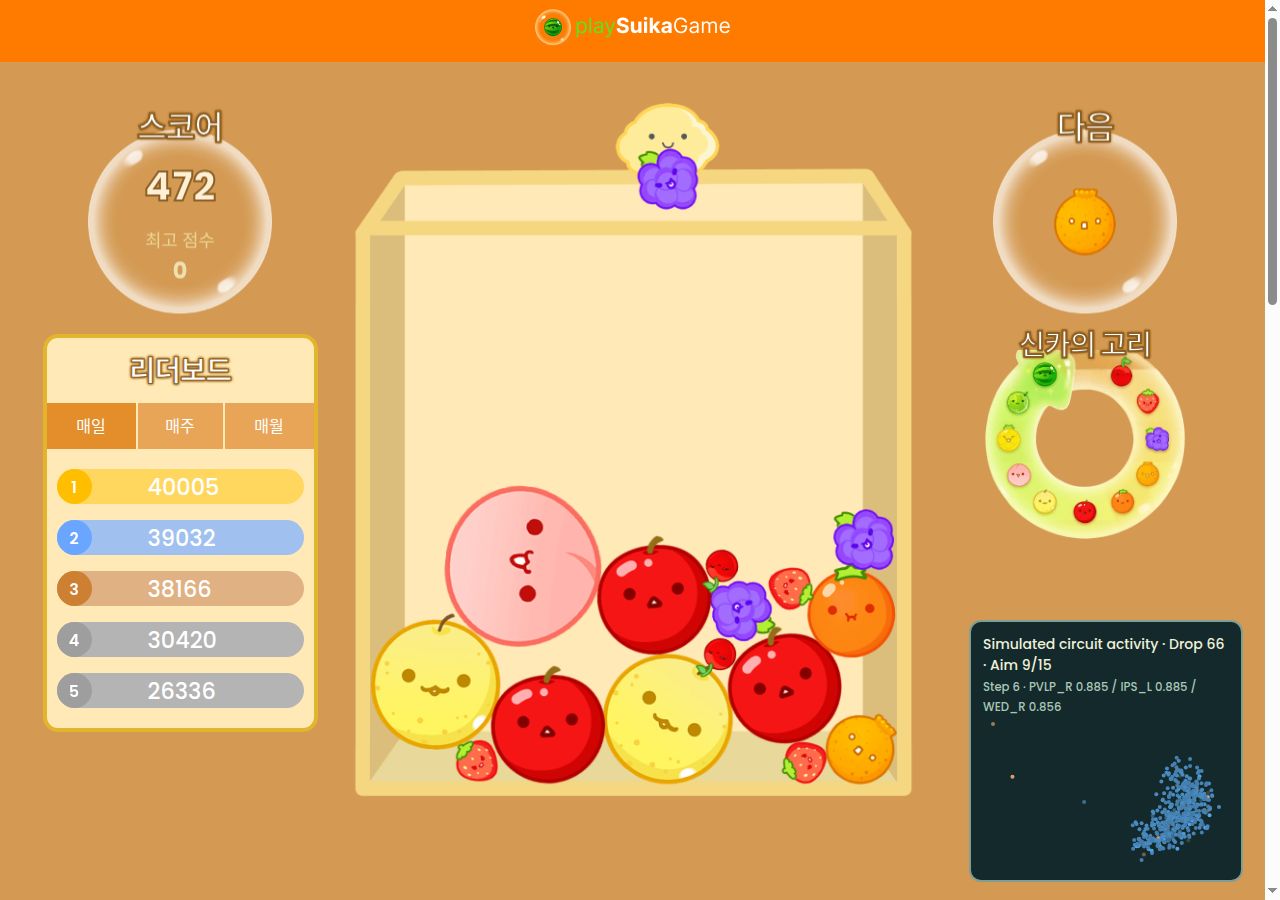 playSuikaGame
스코어
472
최고 점수
0
다음
리더보드
매일 매주 매월
1 40005
2 39032
3 38166
4 30420
5 26336
신카의 고리
Simulated circuit activity · Drop 66
· Aim 9/15
Step 6 · PVLP_R 0.885 / IPS_L 0.885 /
WED_R 0.856